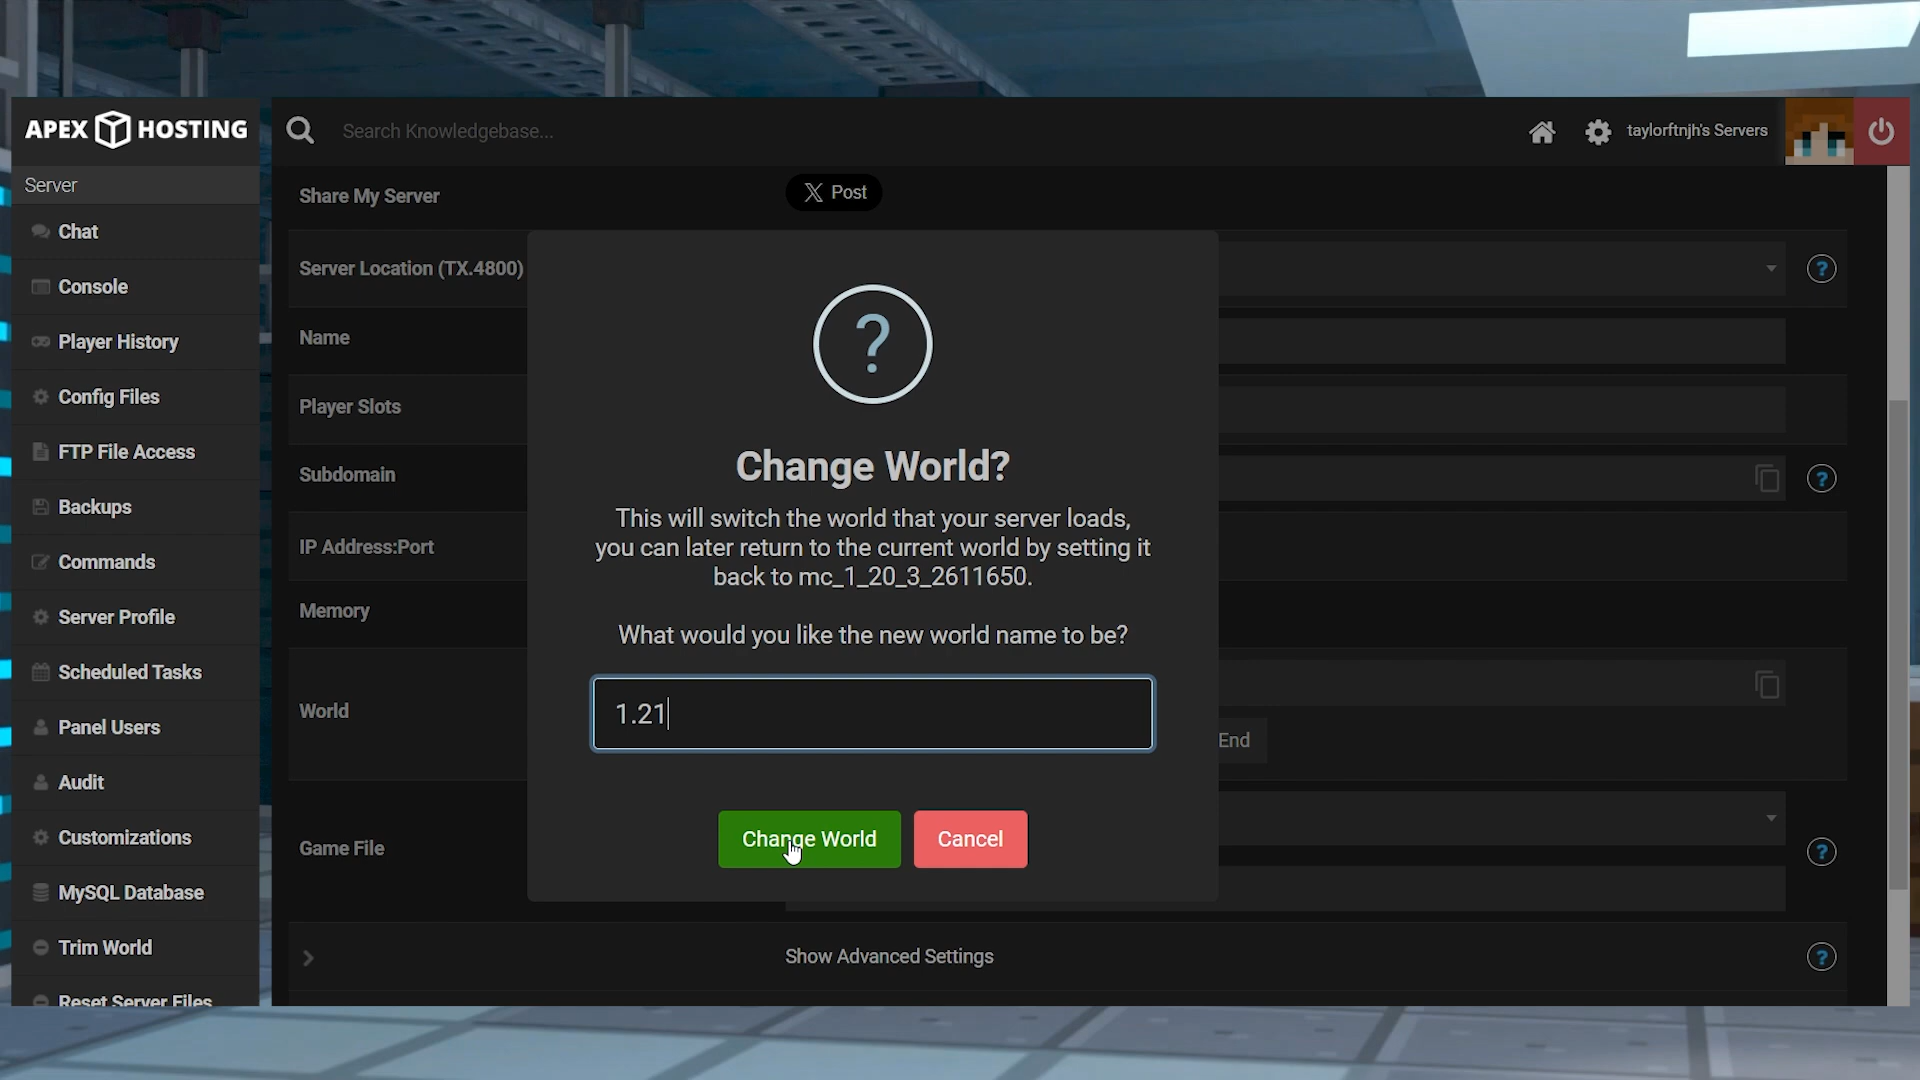 APEX HOSTING
Search Knowledgebase...
taylorftnjh's Servers
Server
Chat
Console
Player History
Config Files
FTP File Access
Backups
Commands
Server Profile
Scheduled Tasks
Panel Users
Audit
Customizations
MySQL Database
Trim World
Reset Server Files
Share My Server
X Post
Server Location (TX.4800)
?
Name
Player Slots
Subdomain
?
IP Address:Port
Memory
World
End
Game File
?
Show Advanced Settings
?
?
Change World?
This will switch the world that your server loads,
you can later return to the current world by setting it
back to mc_1_20_3_2611650.
What would you like the new world name to be?
1.21
Change World
Cancel